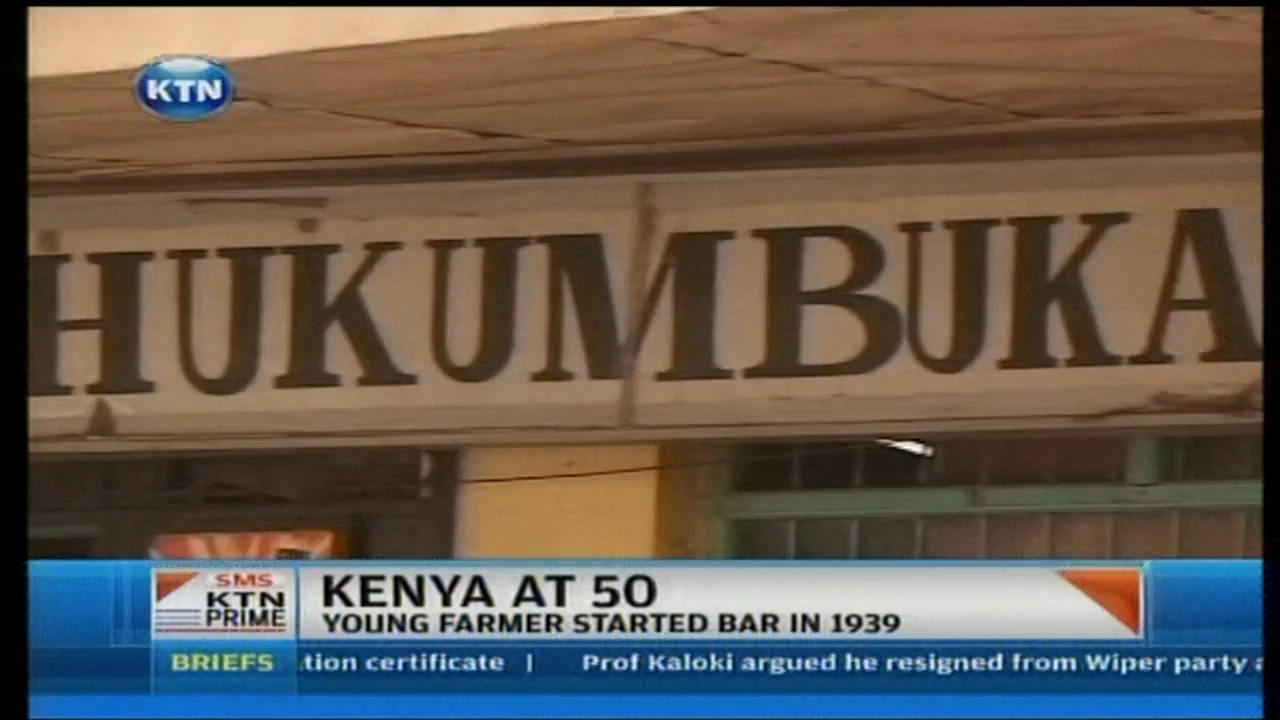 KTN
HUKUMBUKA
SMS
KTN
PRIME
KENYA AT 50
YOUNG FARMER STARTED BAR IN 1939
BRIEFS
tion certificate | Prof Kaloki argued he resigned from Wiper party a